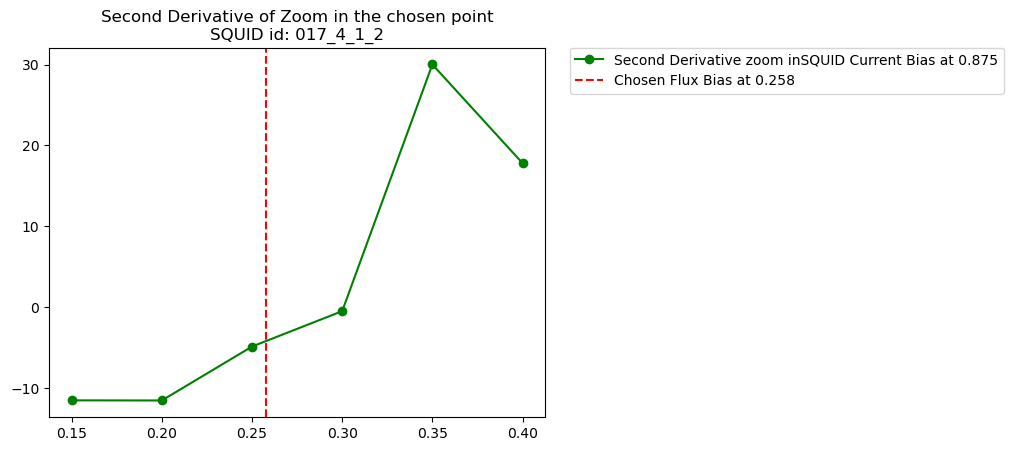 Second Derivative of Zoom in the chosen point
SQUID id: 017_4_1_2
Second Derivative zoom inSQUID Current Bias at 0.875
Chosen Flux Bias at 0.258
30
20
10
0
−10
0.15 0.20 0.25 0.30 0.35 0.40